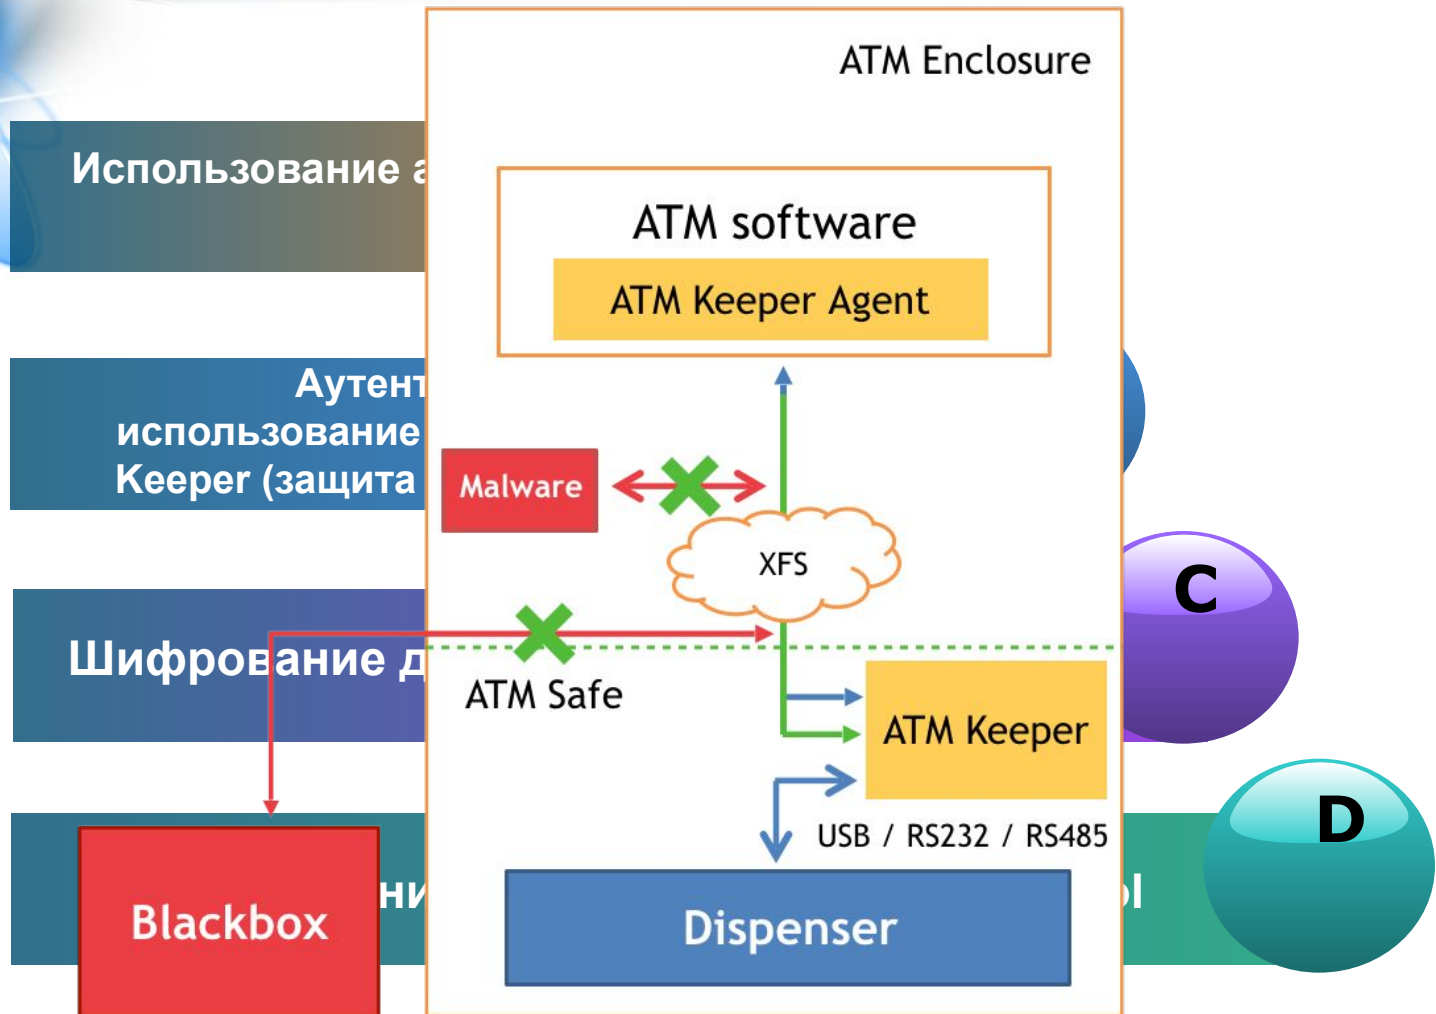 ATM Enclosure
Использование
ATM software
ATM Keeper Agent
использование
Keeper (защита
Malware
XFS
C
Шифрование
ATM Safe
ATM Keeper
D
USB / RS232 / RS485
Blackbox
Dispenser